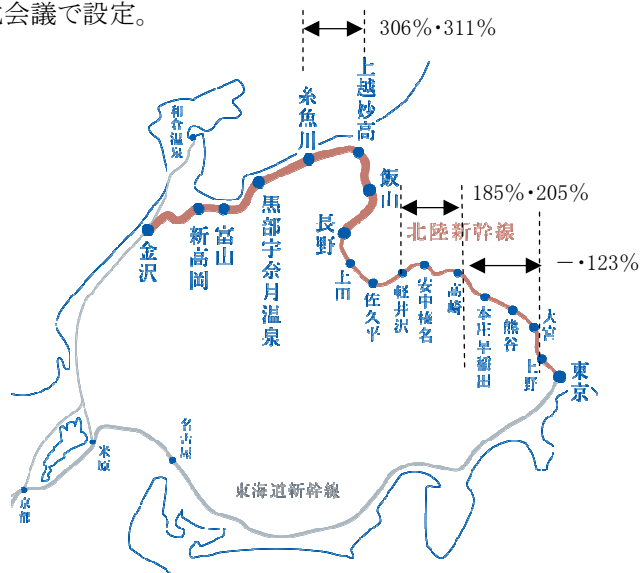 会議で設定。
306%・311%
上越妙高
糸魚川
和倉温泉
飯山
185%・205%
黒部宇奈月温泉
長野
北陸新幹線
富山
新高岡
金沢
－・123%
上田
佐久平
軽井沢
安中榛名
高崎
本庄早稲田
熊谷
大宮
上野
東京
名古屋
米原
東海道新幹線
京都